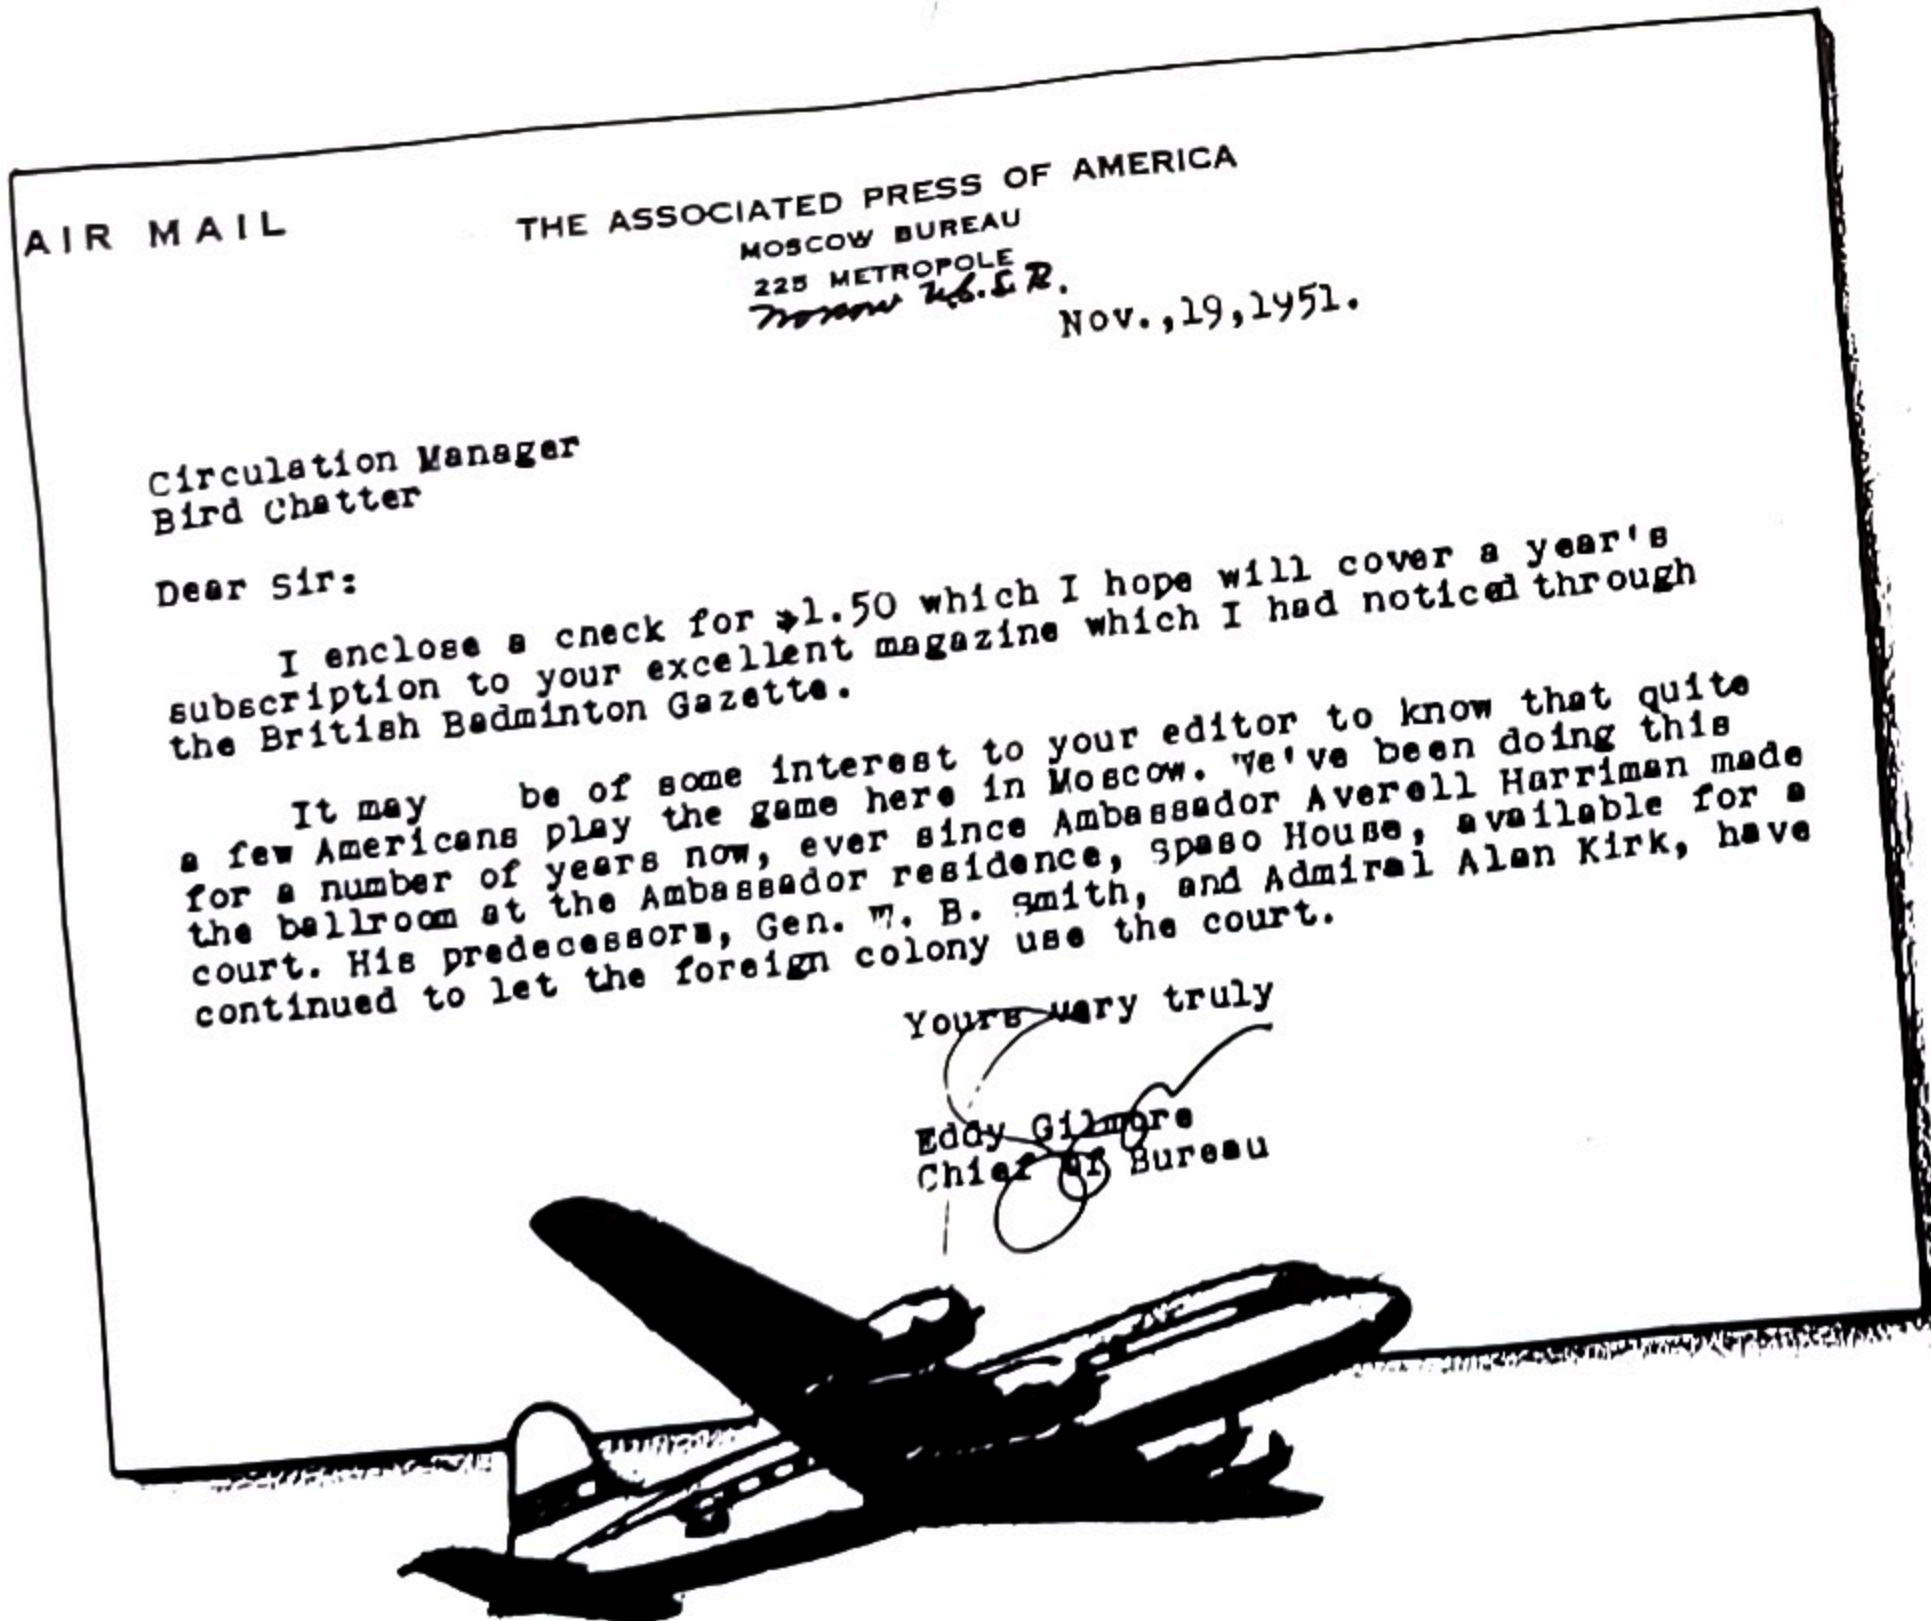 AIR MAIL
THE ASSOCIATED PRESS OF AMERICA
MOSCOW BUREAU
225 METROPOLE
Moscow U.S.S.R.
Nov.,19,1951.
Circulation Manager
Bird Chatter
Dear Sir:
I enclose a check for $1.50 which I hope will cover a year's
subscription to your excellent magazine which I had noticed through
the British Badminton Gazette.
It may be of some interest to your editor to know that quite
a few Americans play the game here in Moscow. We've been doing this
for a number of years now, ever since Ambassador Averell Harriman made
the ballroom at the Ambassador residence, Spaso House, available for a
court. His predecessors, Gen. W. B. Smith, and Admiral Alan Kirk, have
continued to let the foreign colony use the court.
Yours very truly
Eddy Gilmore
Chief of Bureau